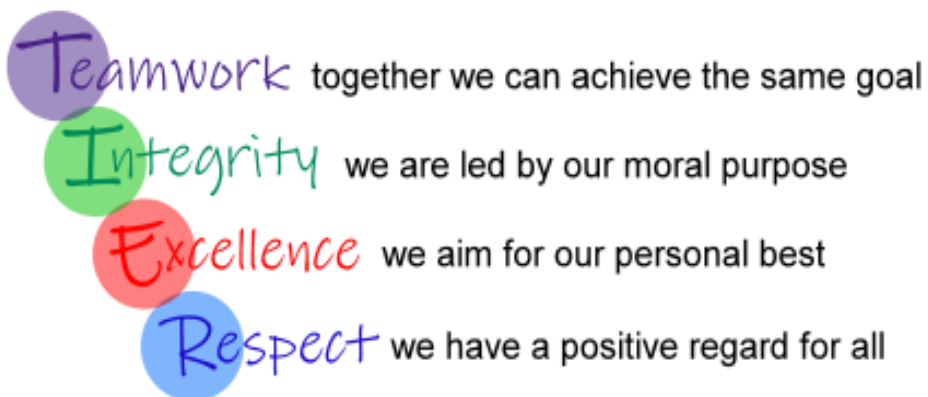 Teamwork together we can achieve the same goal
Integrity we are led by our moral purpose
Excellence we aim for our personal best
Respect we have a positive regard for all